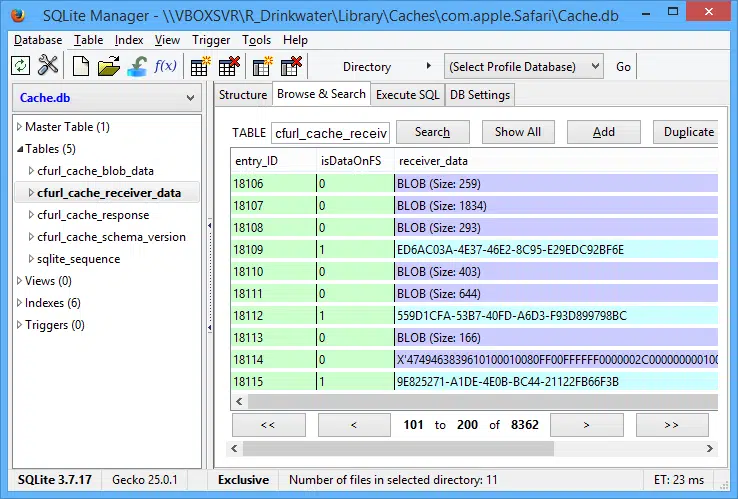 SQLite Manager - \\VBOXSVR\R_Drinkwater\Library\Caches\com.apple.Safari\Cache.db
Database Table Index View Trigger Tools Help
f(x) Directory (Select Profile Database) Go
Cache.db
Master Table (1)
Tables (5)
cfurl_cache_blob_data
cfurl_cache_receiver_data
cfurl_cache_response
cfurl_cache_schema_version
sqlite_sequence
Views (0)
Indexes (6)
Triggers (0)
Structure Browse & Search Execute SQL DB Settings
TABLE cfurl_cache_receiv Search Show All Add Duplicate
entry_ID isDataOnFS receiver_data
18106 0 BLOB (Size: 259)
18107 0 BLOB (Size: 1834)
18108 0 BLOB (Size: 293)
18109 1 ED6AC03A-4E37-46E2-8C95-E29EDC92BF6E
18110 0 BLOB (Size: 403)
18111 0 BLOB (Size: 644)
18112 1 559D1CFA-53B7-40FD-A6D3-F93D899798BC
18113 0 BLOB (Size: 166)
18114 0 X'4749463839610100010080FF00FFFFFF0000002C000000000100
18115 1 9E825271-A1DE-4E0B-BC44-21122FB66F3B
<< < 101 to 200 of 8362 > >>
SQLite 3.7.17 Gecko 25.0.1 Exclusive Number of files in selected directory: 11 ET: 23 ms